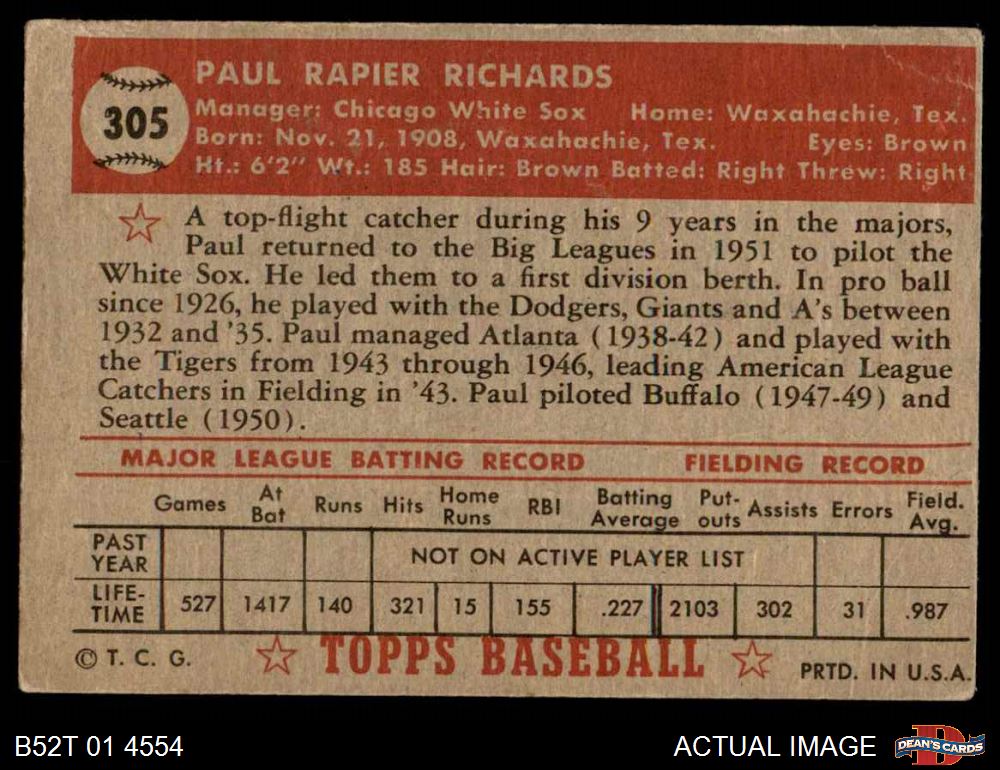 305
PAUL RAPIER RICHARDS
Manager: Chicago White Sox Home: Waxahachie, Tex.
Born: Nov. 21, 1908, Waxahachie, Tex. Eyes: Brown
Ht.: 6'2" Wt.: 185 Hair: Brown Batted: Right Threw: Right
A top-flight catcher during his 9 years in the majors,
Paul returned to the Big Leagues in 1951 to pilot the
White Sox. He led them to a first division berth. In pro ball
since 1926, he played with the Dodgers, Giants and A's between
1932 and '35. Paul managed Atlanta (1938-42) and played with
the Tigers from 1943 through 1946, leading American League
Catchers in Fielding in '43. Paul piloted Buffalo (1947-49) and
Seattle (1950).
MAJOR LEAGUE BATTING RECORD FIELDING RECORD
Games At Bat Runs Hits Home Runs RBI Batting Average Put-outs Assists Errors Field. Avg.
PAST YEAR NOT ON ACTIVE PLAYER LIST
LIFE-TIME 527 1417 140 321 15 155 .227 2103 302 31 .987
© T. C. G. TOPPS BASEBALL PRTD. IN U.S.A.
B52T 01 4554 ACTUAL IMAGE DEAN'S CARDS